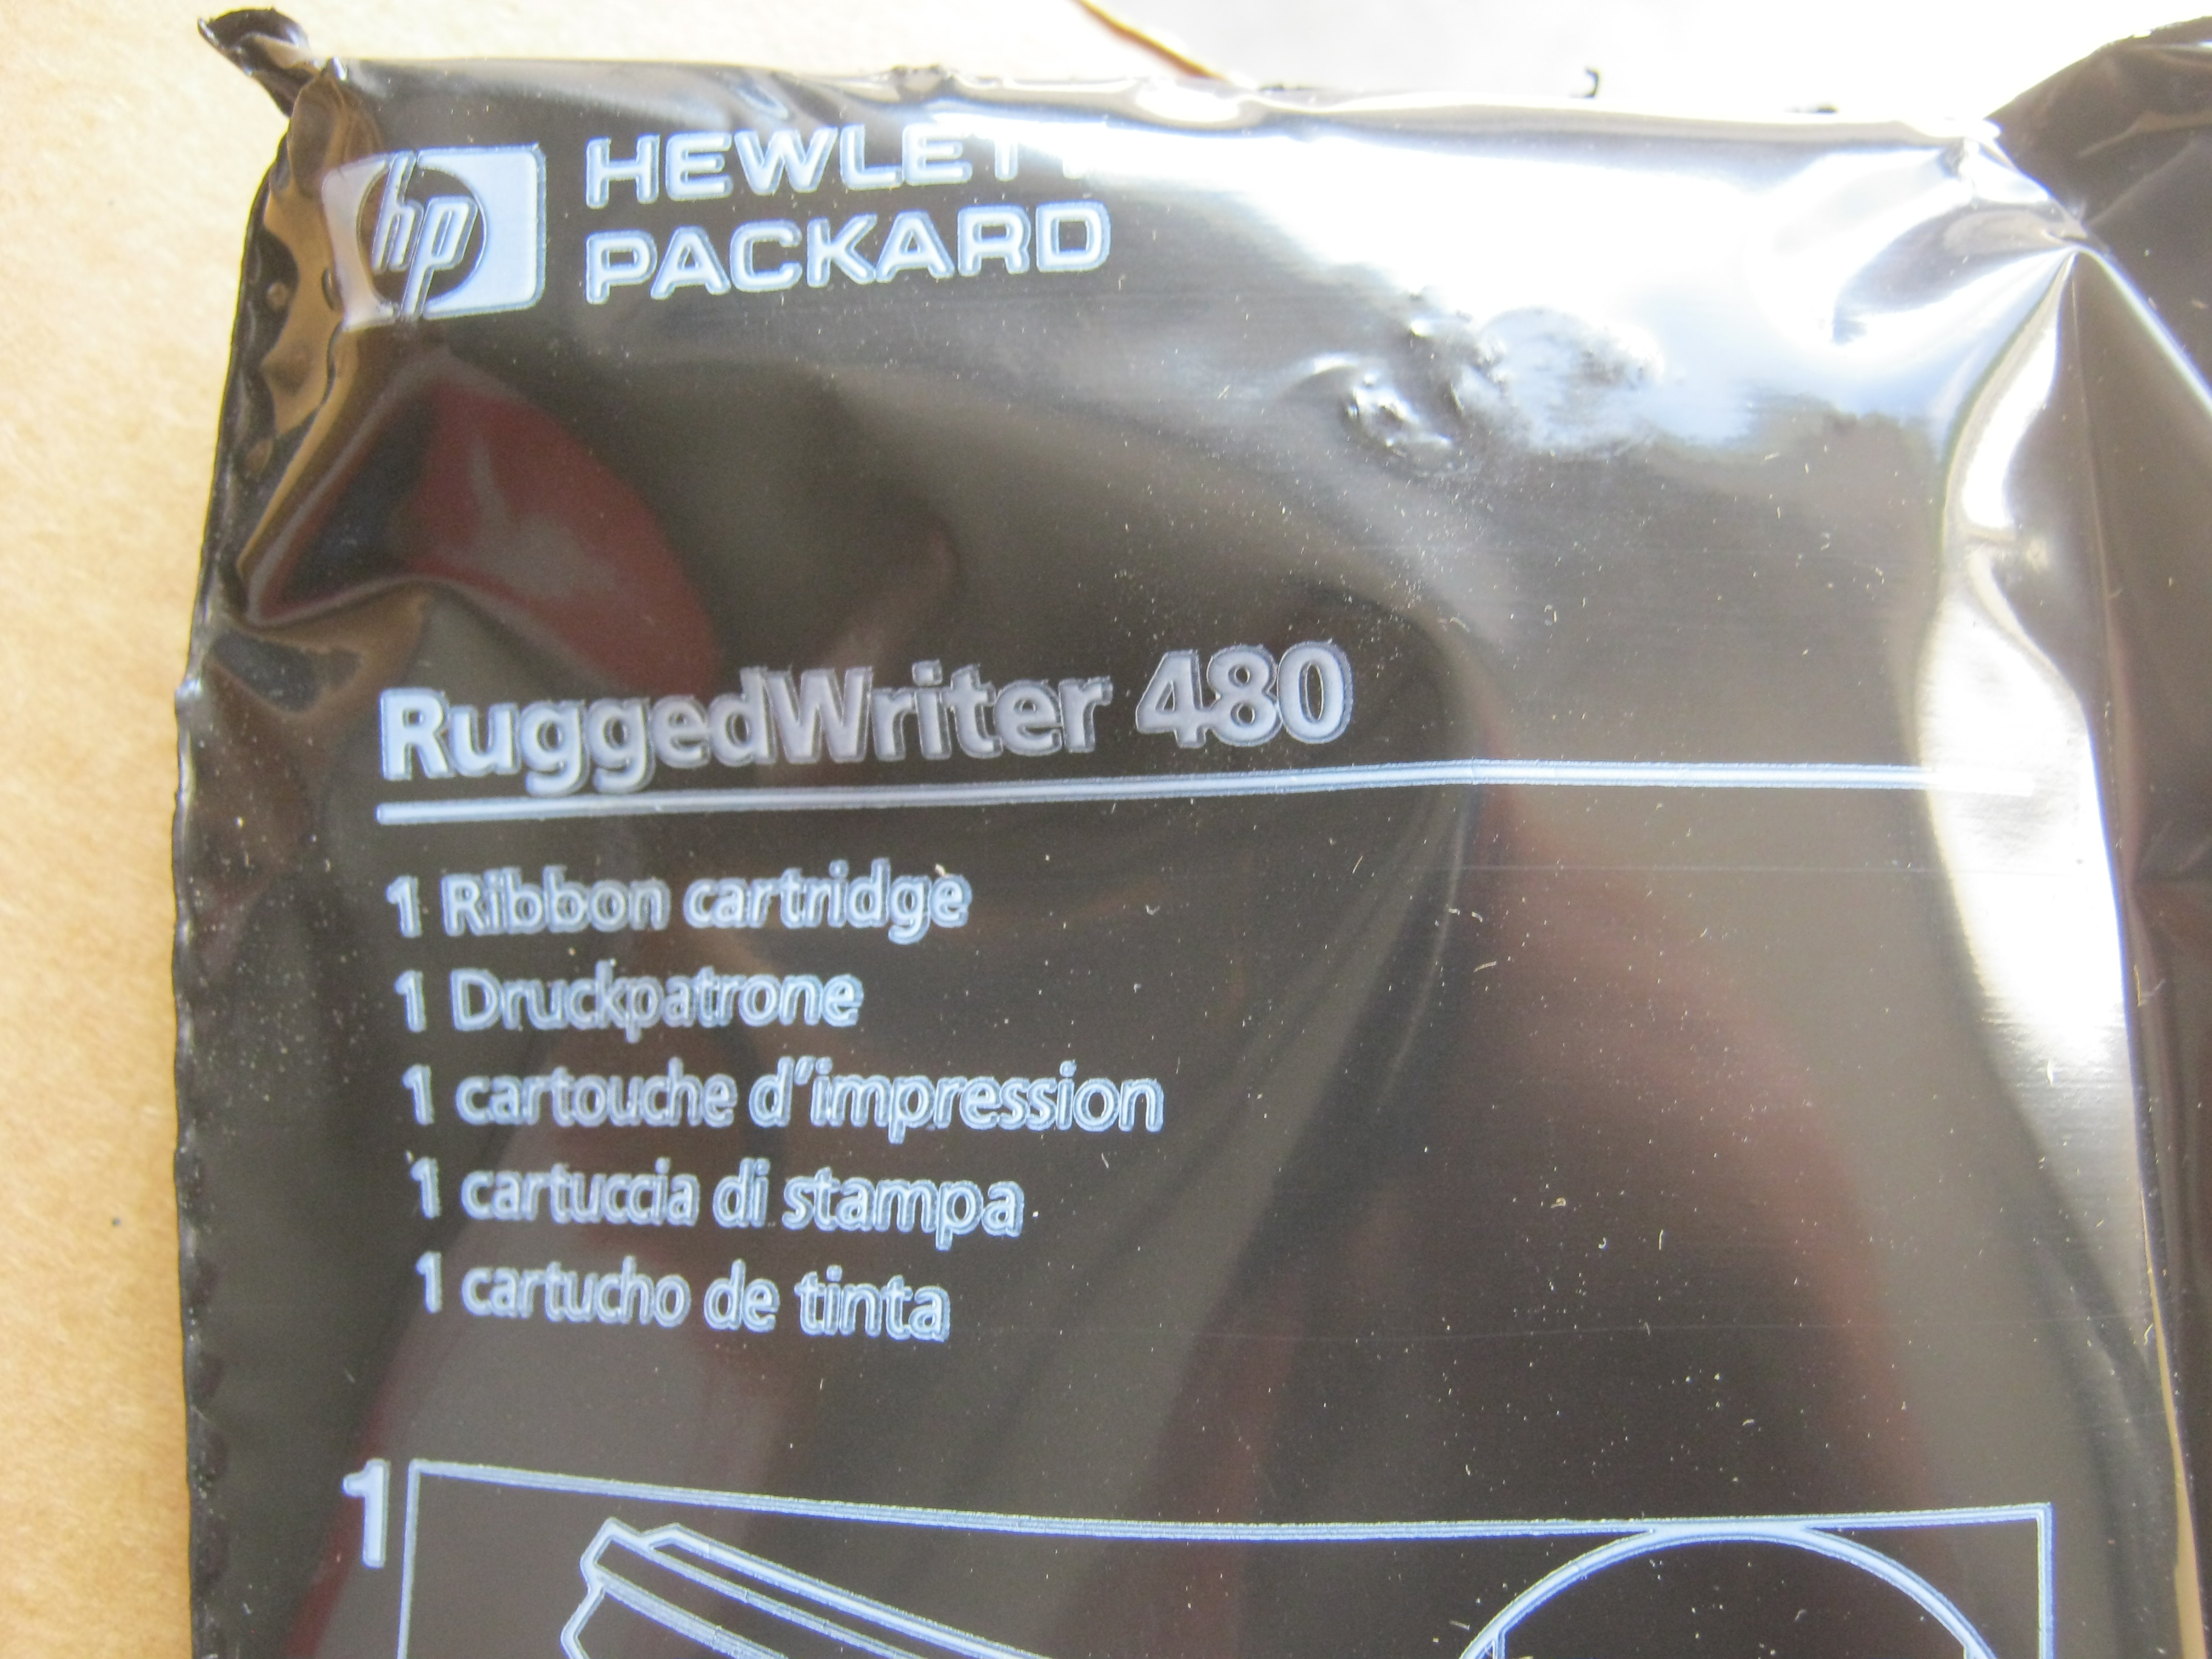 hp HEWLETT
PACKARD
RuggedWriter 480
1 Ribbon cartridge
1 Druckpatrone
1 cartouche d'impression
1 cartuccia di stampa
1 cartucho de tinta
1